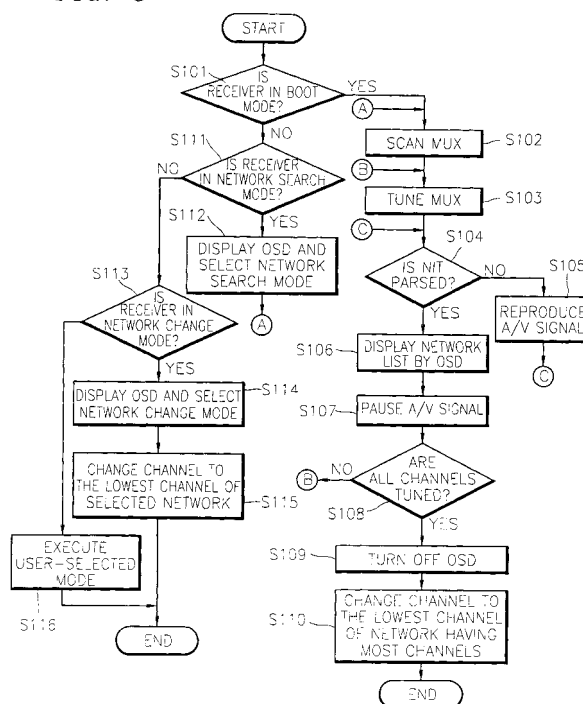 START
S101
IS
RECEIVER IN BOOT
MODE?
YES
A
NO
S111
IS RECEIVER
IN NETWORK SEARCH
MODE?
NO
YES
S112
DISPLAY OSD AND
SELECT NETWORK
SEARCH MODE
A
S113
IS
RECEIVER IN
NETWORK CHANGE
MODE?
YES
S114
DISPLAY OSD AND SELECT
NETWORK CHANGE MODE
CHANGE CHANNEL TO
THE LOWEST CHANNEL OF
SELECTED NETWORK
S115
EXECUTE
USER-SELECTED
MODE
S116
END
SCAN MUX
S102
B
TUNE MUX
S103
C
S104
IS NIT
PARSED?
NO
S105
REPRODUCE
A/V SIGNAL
C
YES
S106
DISPLAY NETWORK
LIST BY OSD
S107
PAUSE A/V SIGNAL
ARE
ALL CHANNELS
TUNED?
NO
B
S108
YES
S109
TURN OFF OSD
S110
CHANGE CHANNEL TO
THE LOWEST CHANNEL
OF NETWORK HAVING
MOST CHANNELS
END